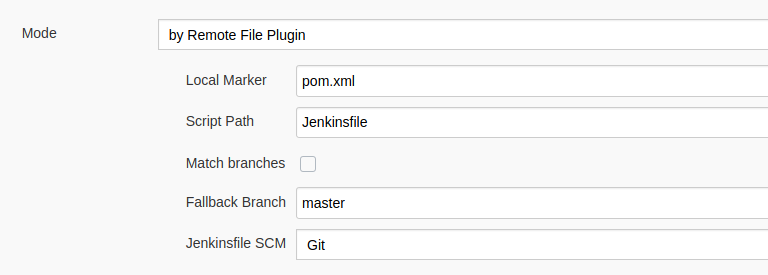 Mode by Remote File Plugin
Local Marker pom.xml
Script Path Jenkinsfile
Match branches
Fallback Branch master
Jenkinsfile SCM Git